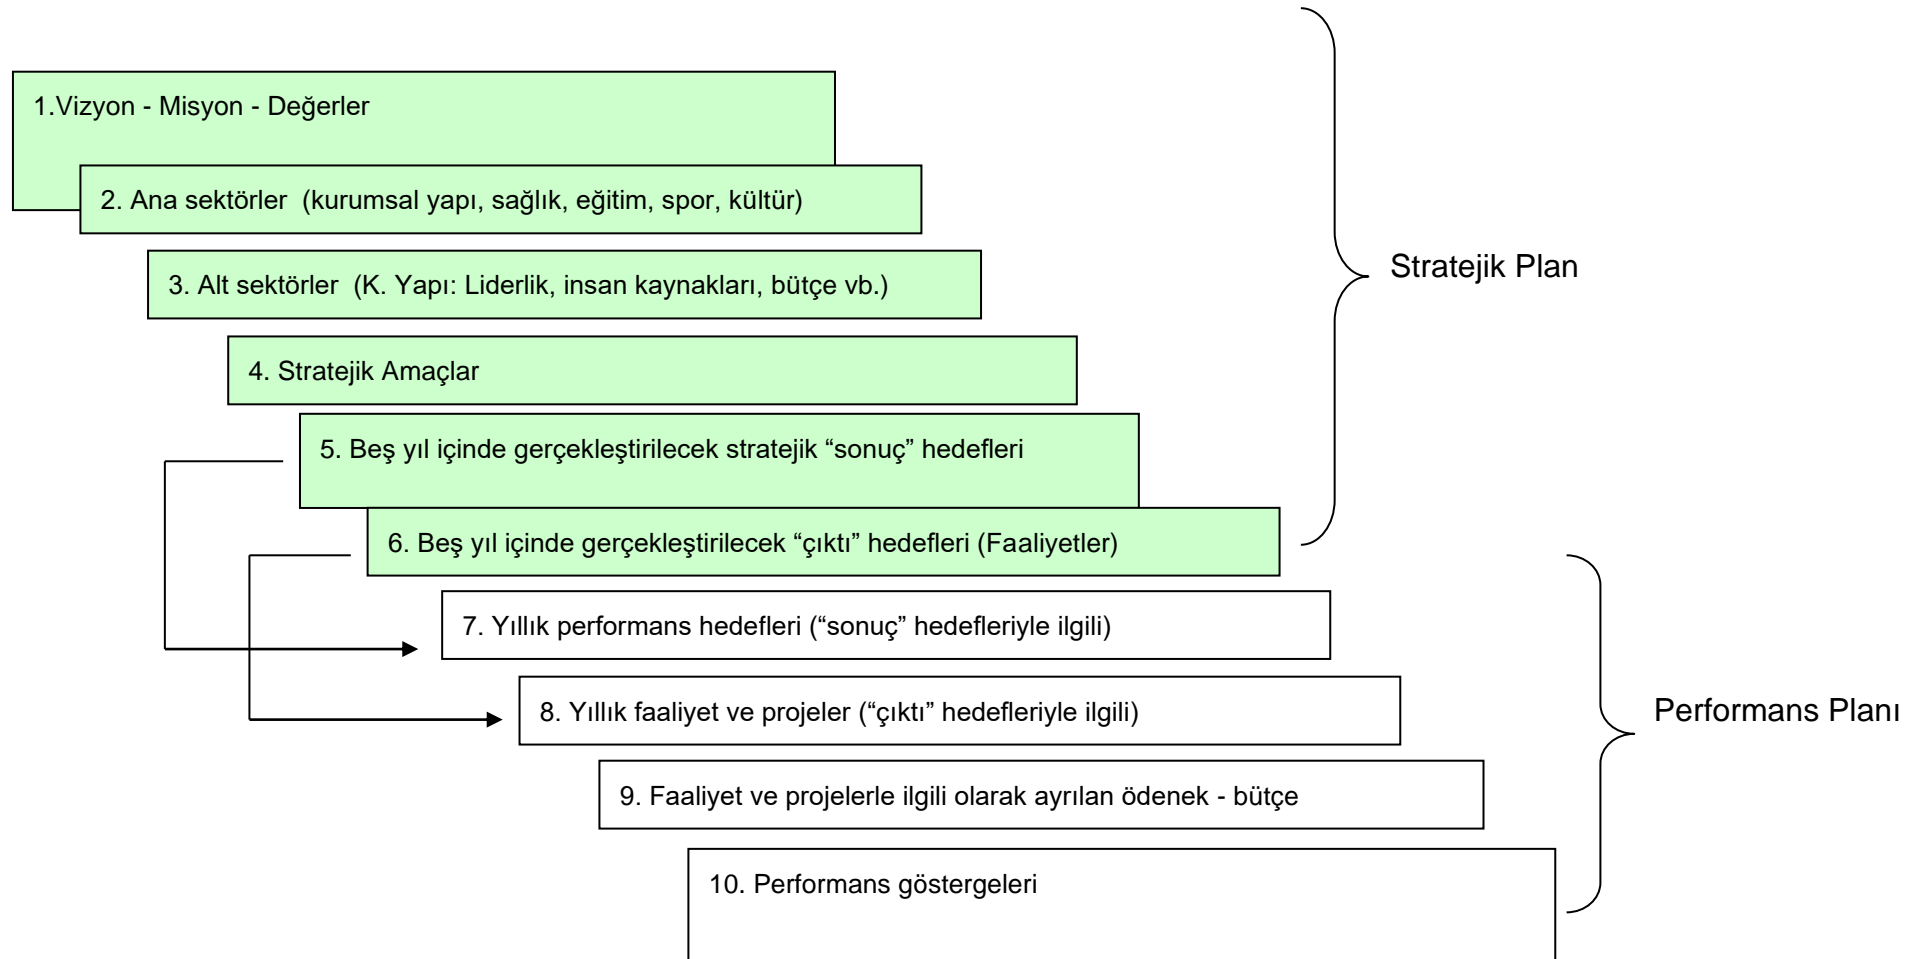 1.Vizyon - Misyon - Değerler
2. Ana sektörler  (kurumsal yapı, sağlık, eğitim, spor, kültür)
3. Alt sektörler  (K. Yapı: Liderlik, insan kaynakları, bütçe vb.)
Stratejik Plan
4. Stratejik Amaçlar
5. Beş yıl içinde gerçekleştirilecek stratejik “sonuç” hedefleri
6. Beş yıl içinde gerçekleştirilecek “çıktı” hedefleri (Faaliyetler)
7. Yıllık performans hedefleri (“sonuç” hedefleriyle ilgili)
8. Yıllık faaliyet ve projeler (“çıktı” hedefleriyle ilgili)
Performans Planı
9. Faaliyet ve projelerle ilgili olarak ayrılan ödenek - bütçe
10. Performans göstergeleri